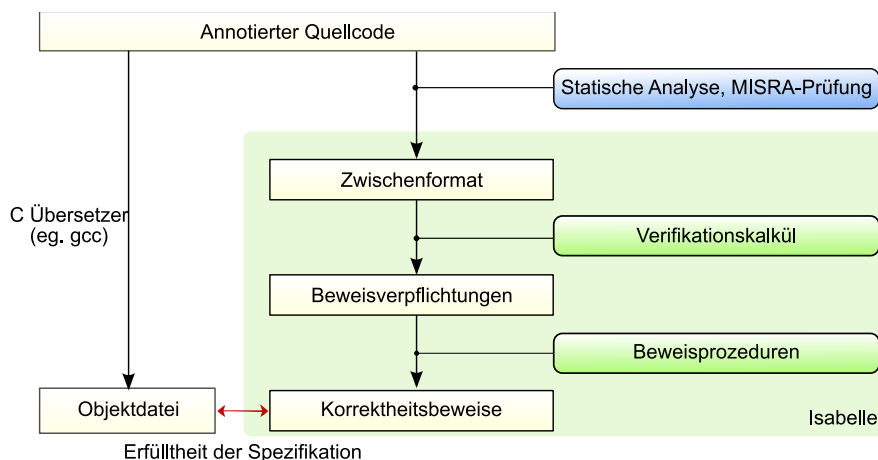 Annotierter Quellcode
Statische Analyse, MISRA-Prüfung
Zwischenformat
C Übersetzer
(eg. gcc)
Verifikationskalkül
Beweisverpflichtungen
Beweisprozeduren
Objektdatei
Korrektheitsbeweise
Isabelle
Erfülltheit der Spezifikation